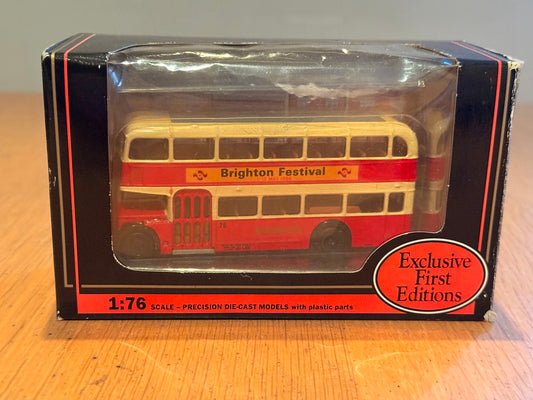 Brighton Festival
Exclusive
First
Editions
1:76 SCALE – PRECISION DIE-CAST MODELS with plastic parts